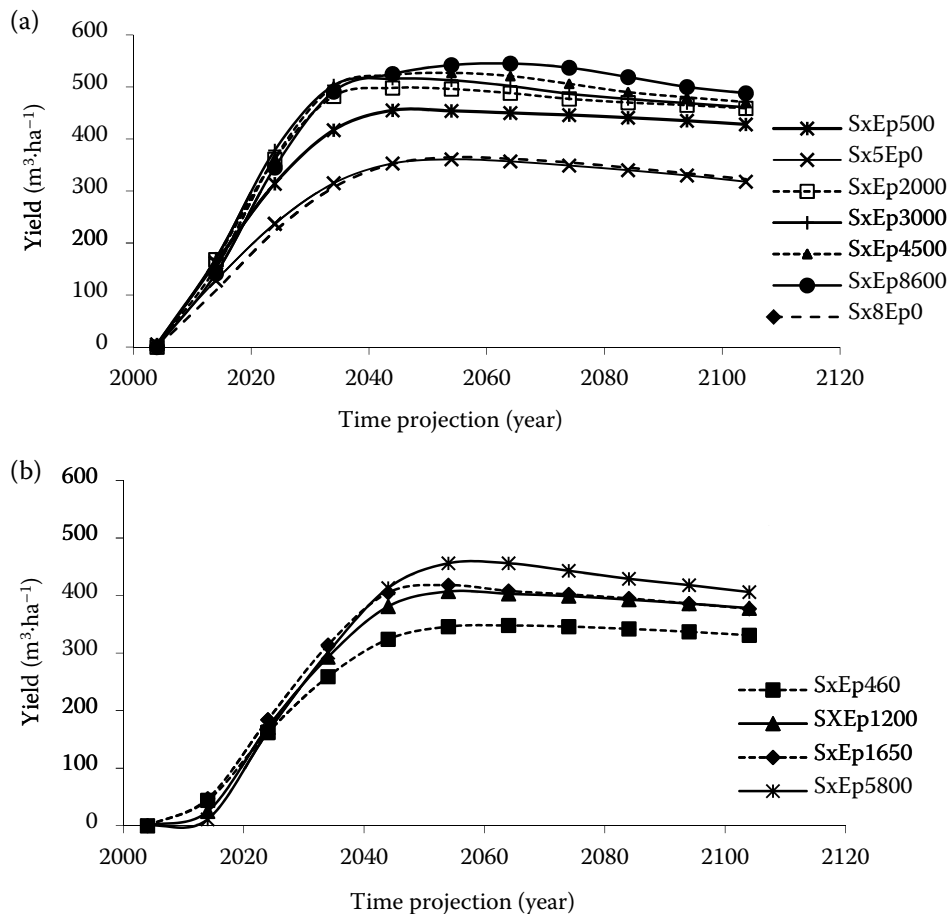 (a)
600
500
400
300
200
100
0
Yield (m³·ha⁻¹)
2000 2020 2040 2060 2080 2100 2120
Time projection (year)
SxEp500
Sx5Ep0
SxEp2000
SxEp3000
SxEp4500
SxEp8600
Sx8Ep0
(b)
600
500
400
300
200
100
0
Yield (m³·ha⁻¹)
2000 2020 2040 2060 2080 2100 2120
Time projection (year)
SxEp460
SXEp1200
SxEp1650
SxEp5800